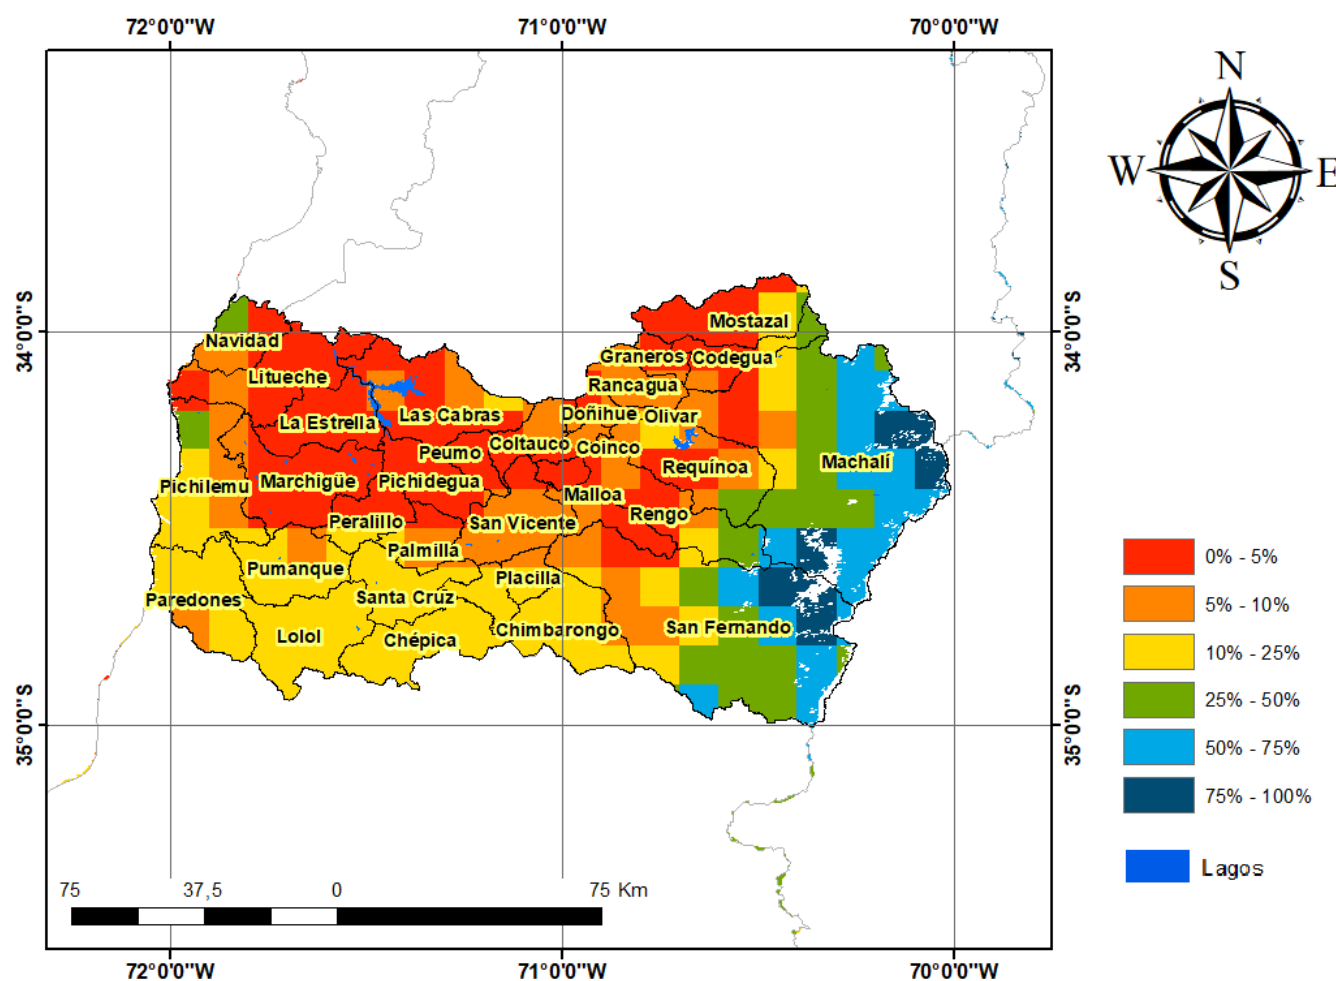 72°0'0"W 71°0'0"W 70°0'0"W
N
W E
S
34°0'0"S 34°0'0"S
Mostazal
Navidad
Graneros Codegua
Litueche
Rancagua
La Estrella Las Cabras Doñihue Olivar
Peumo Coltauco Coinco
Requínoa Machalí
Pichilemu Marchigüe Pichidegua
Malloa
Peralillo San Vicente Rengo
Palmilla
Pumanque Placilla
Paredones Santa Cruz
Lolol Chépica Chimbarongo San Fernando
0% - 5%
5% - 10%
10% - 25%
25% - 50%
50% - 75%
75% - 100%
Lagos
35°0'0"S 35°0'0"S
75 37,5 0 75 Km
72°0'0"W 71°0'0"W 70°0'0"W